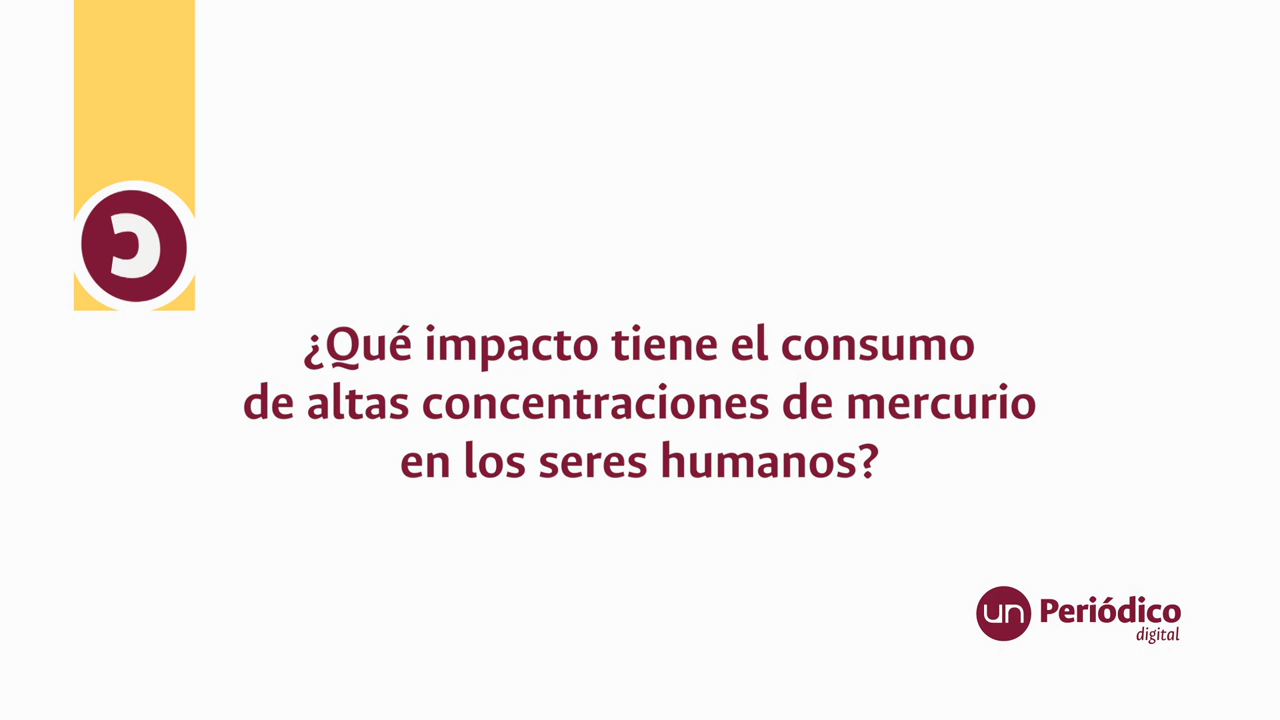 ¿Qué impacto tiene el consumo
de altas concentraciones de mercurio
en los seres humanos?
un Periódico
digital